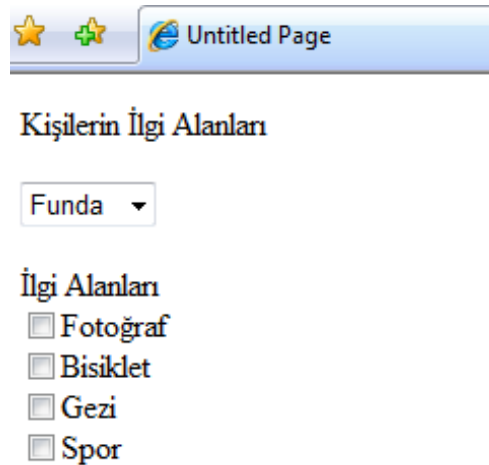 Untitled Page
Kişilerin İlgi Alanları
Funda
İlgi Alanları
Fotoğraf
Bisiklet
Gezi
Spor